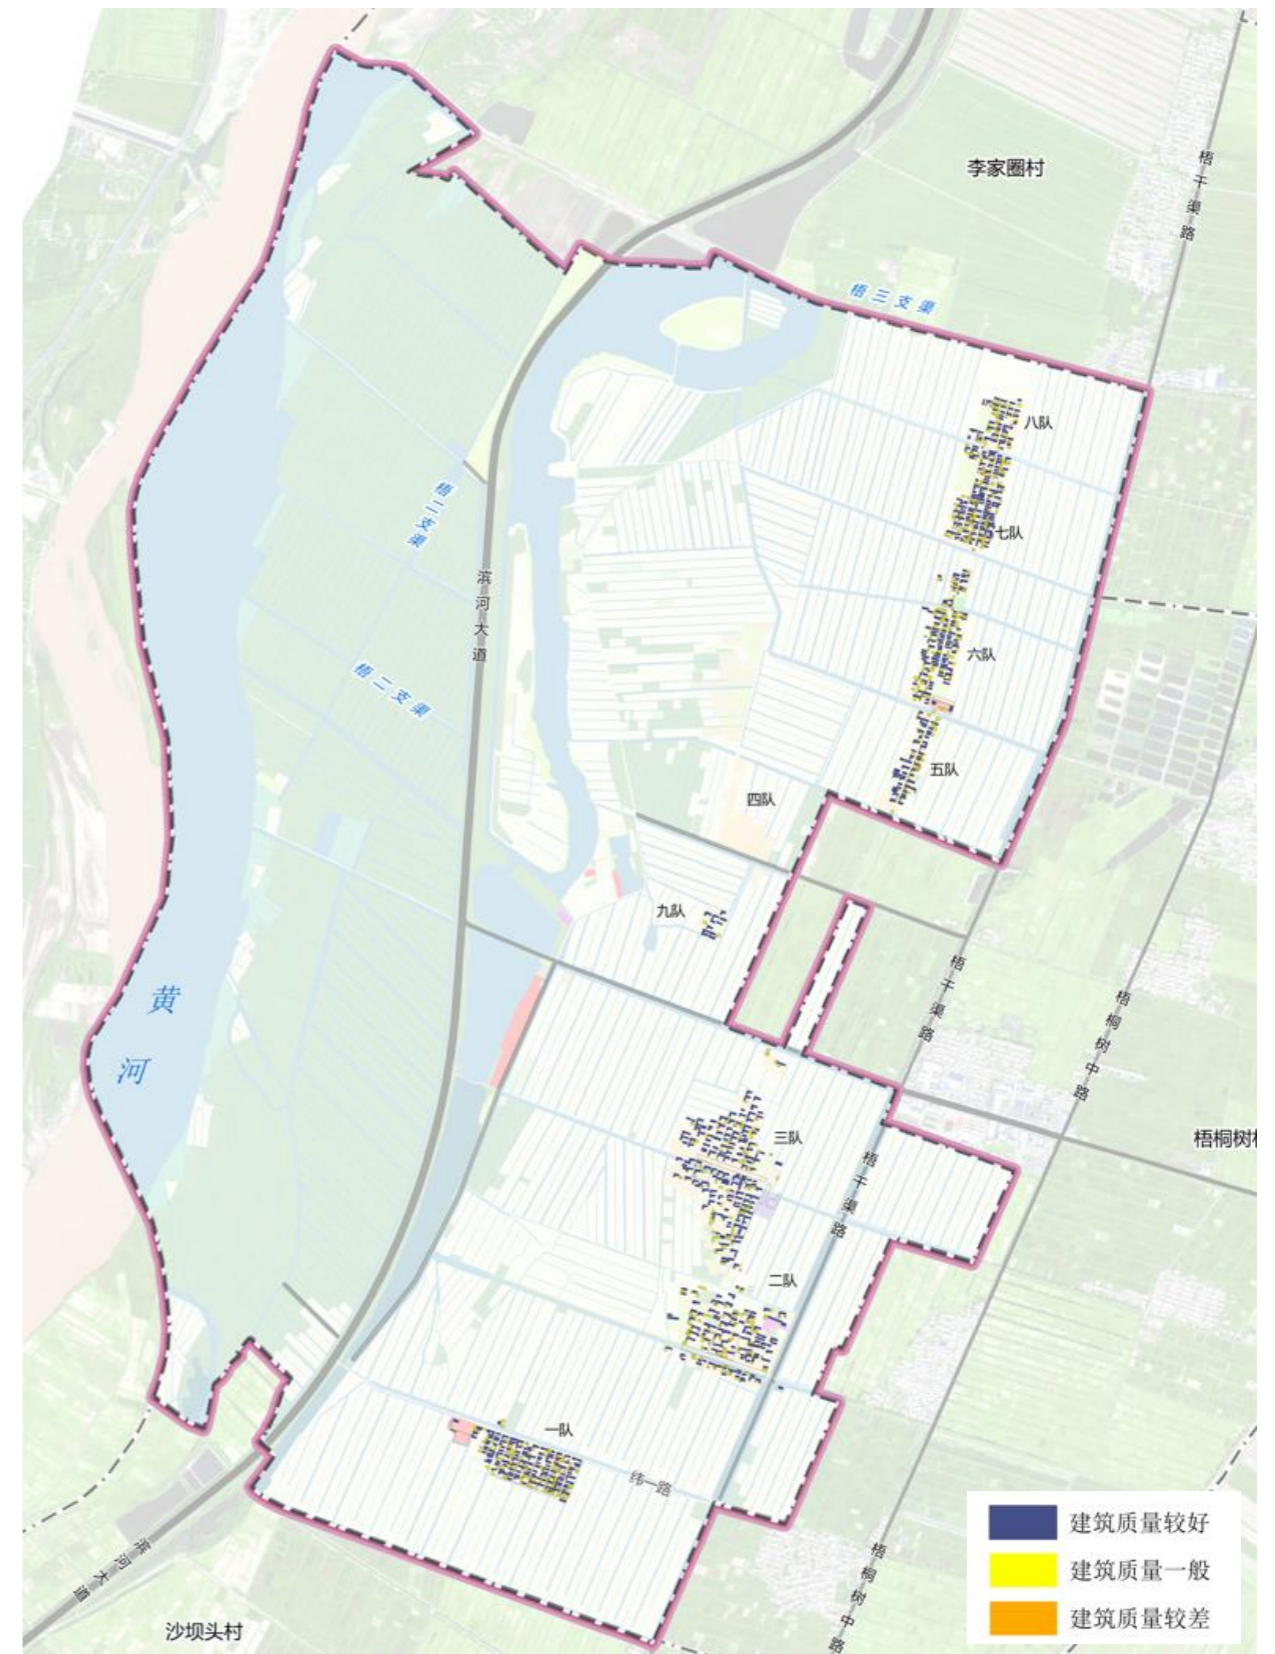 李家圈村
梧干渠路
梧三支渠
八队
梧二支渠
七队
滨河大道
六队
梧二支渠
五队
四队
九队
梧干渠路
黄河
梧桐树中路
三队
梧桐树村
梧干渠路
二队
一队
纬一路
滨河大道
梧桐树中路
沙坝头村
建筑质量较好
建筑质量一般
建筑质量较差